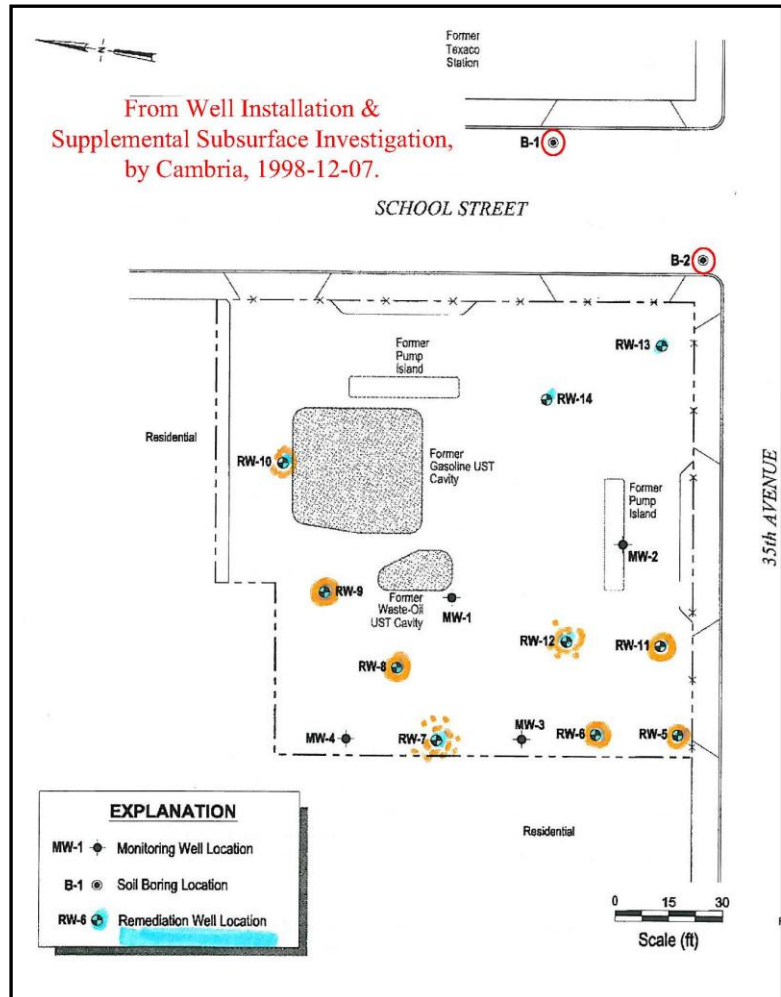 Former
Texaco
Station
N
From Well Installation &
Supplemental Subsurface Investigation,
by Cambria, 1998-12-07.
B-1
SCHOOL STREET
B-2
Former
Pump
Island
RW-13
RW-14
Residential
RW-10
Former
Gasoline UST
Cavity
Former
Pump
Island
35th AVENUE
MW-2
RW-9
Former
Waste-Oil
UST Cavity
MW-1
RW-12
RW-11
RW-8
MW-4
RW-7
MW-3
RW-6
RW-5
EXPLANATION
MW-1 Monitoring Well Location
B-1 Soil Boring Location
RW-6 Remediation Well Location
Residential
0 15 30
Scale (ft)